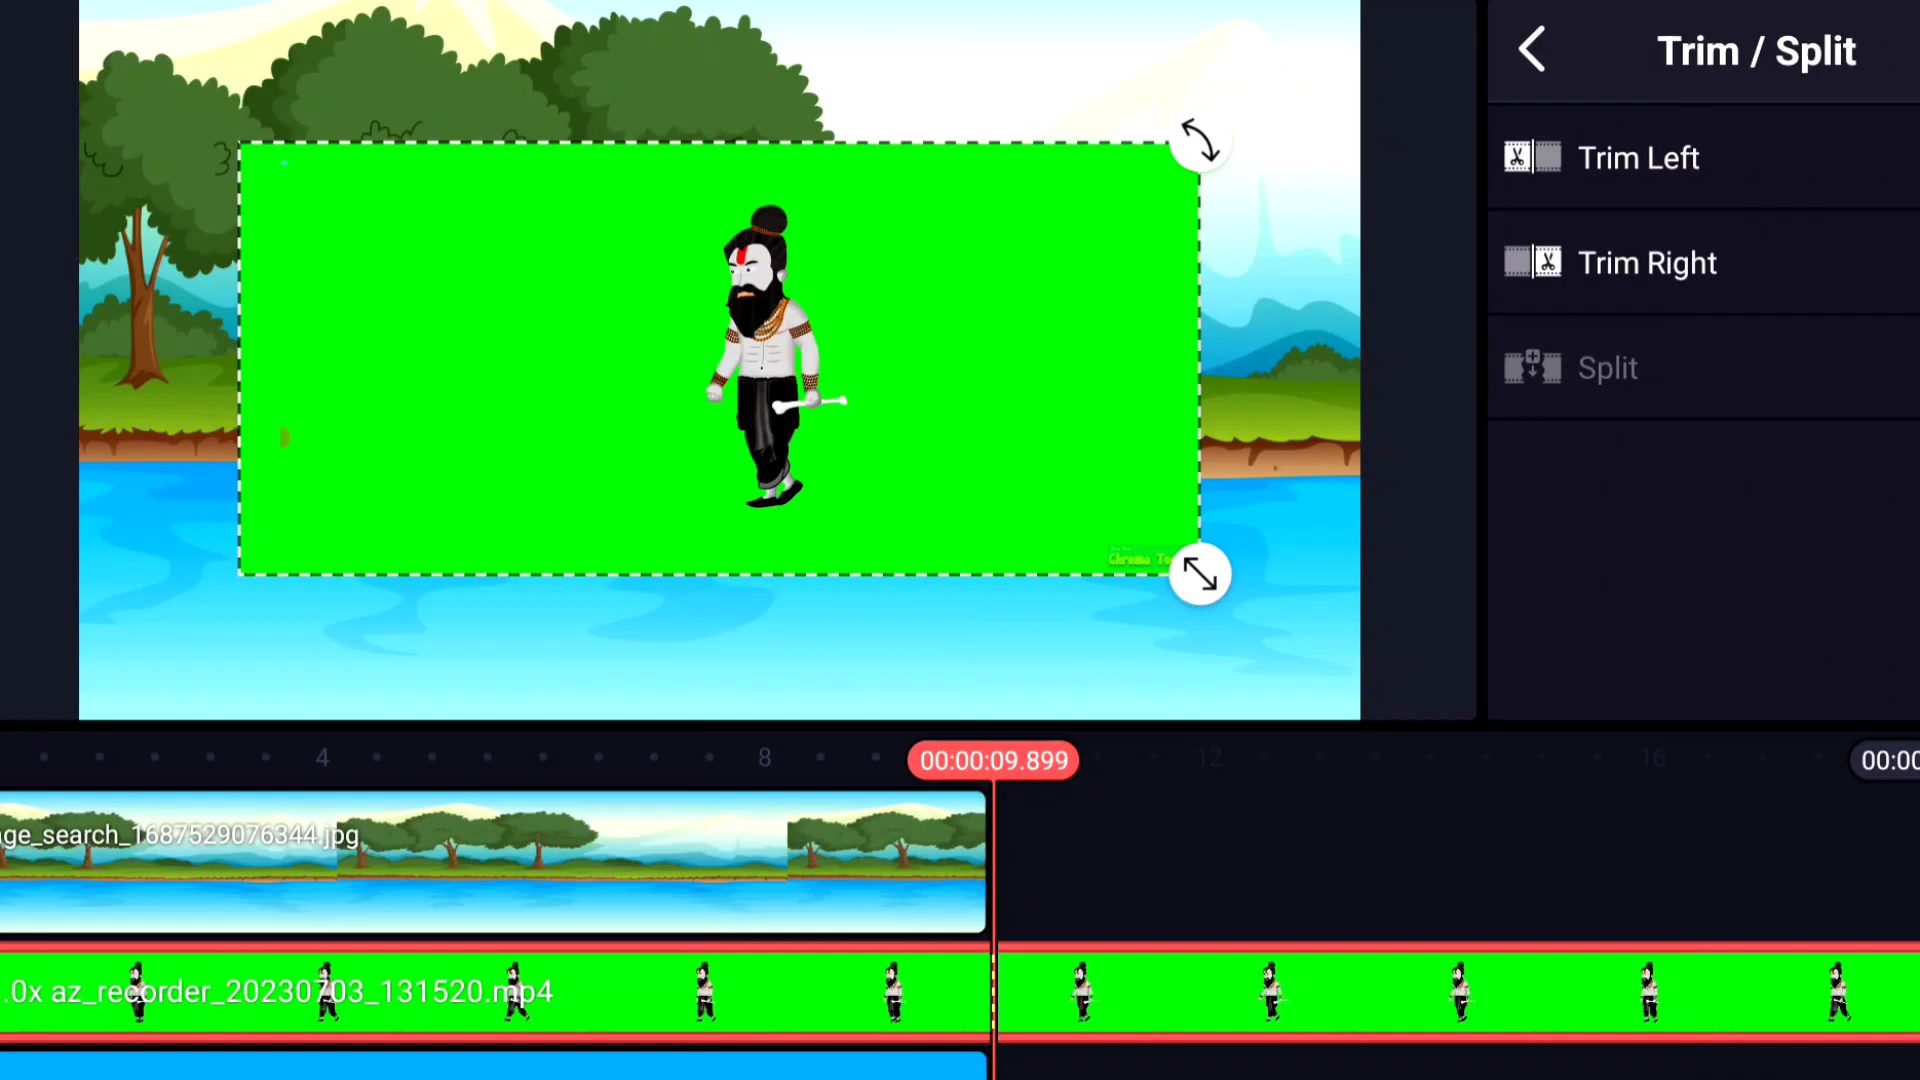 Trim / Split
Trim Left
Trim Right
Split
Chroma
4
8
00:00:09.899
12
16
00:00
ge_search_1687529076344.jpg
.0x az_recorder_20230703_131520.mp4